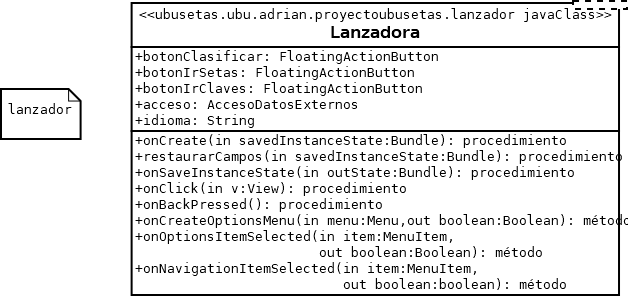 <<ubusetas.ubu.adrian.proyectoubusetas.lanzador javaClass>>
Lanzadora
+botonClasificar: FloatingActionButton
+botonIrSetas: FloatingActionButton
+botonIrClaves: FloatingActionButton
+acceso: AccesoDatosExternos
+idioma: String
lanzador
+onCreate(in savedInstanceState:Bundle): procedimiento
+restaurarCampos(in savedInstanceState:Bundle): procedimiento
+onSaveInstanceState(in outState:Bundle): procedimiento
+onClick(in v:View): procedimiento
+onBackPressed(): procedimiento
+onCreateOptionsMenu(in menu:Menu,out boolean:Boolean): método
+onOptionsItemSelected(in item:MenuItem,
out boolean:Boolean): método
+onNavigationItemSelected(in item:MenuItem,
out boolean:boolean): método